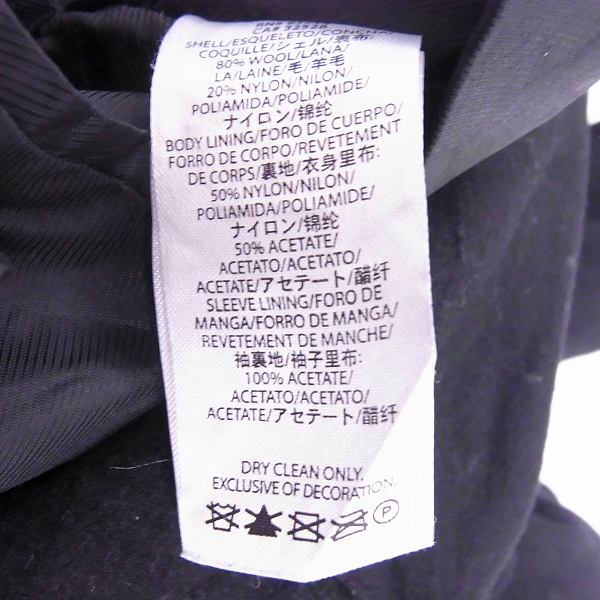 CA# 32526
SHELL/ESQUELETO/CONCHA/
COQUILLE/シェル/表布
80% WOOL/LANA/
LA/LAINE/毛/羊毛
20% NYLON/NILON/
POLIAMIDA/POLIAMIDE/
ナイロン/锦纶
BODY LINING/FORO DE CUERPO/
FORRO DE CORPO/REVETEMENT
DE CORPS/裏地/衣身里布:
50% NYLON/NILON/
POLIAMIDA/POLIAMIDE/
ナイロン/锦纶
50% ACETATE/
ACETATO/ACETATO/
ACETATE/アセテート/醋纤
SLEEVE LINING/FORO DE
MANGA/FORRO DE MANGA/
REVETEMENT DE MANCHE/
袖裏地/袖子里布:
100% ACETATE/
ACETATO/ACETATO/
ACETATE/アセテート/醋纤
DRY CLEAN ONLY.
EXCLUSIVE OF DECORATION.
P